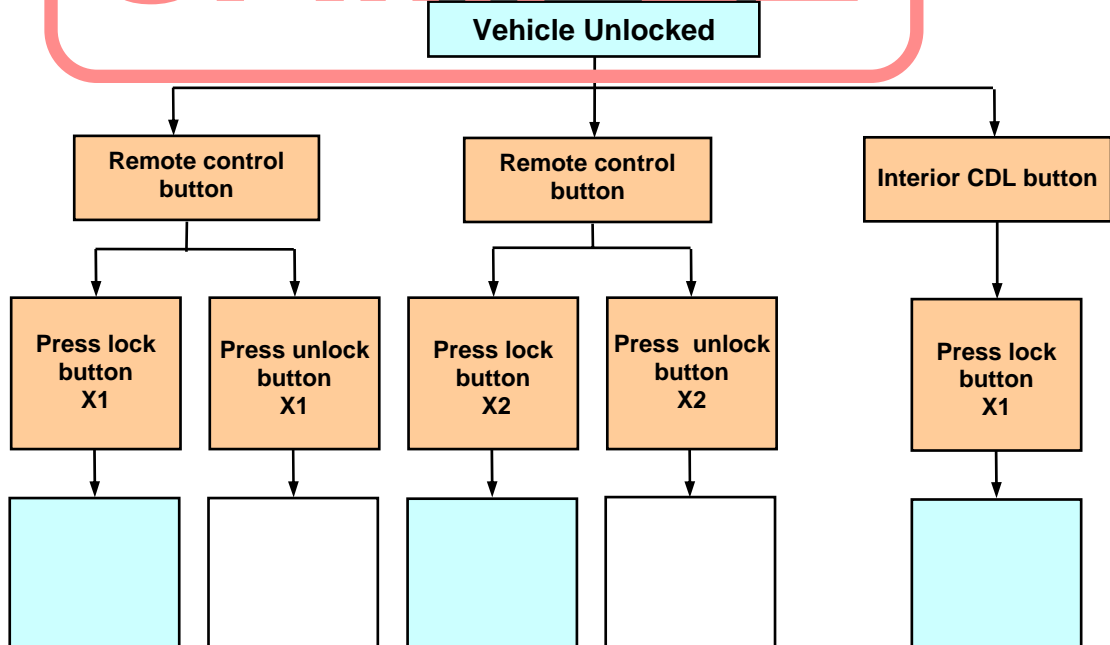 Vehicle Unlocked
Remote control
button
Remote control
button
Interior CDL button
Press lock
button
X1
Press unlock
button
X1
Press lock
button
X2
Press unlock
button
X2
Press lock
button
X1